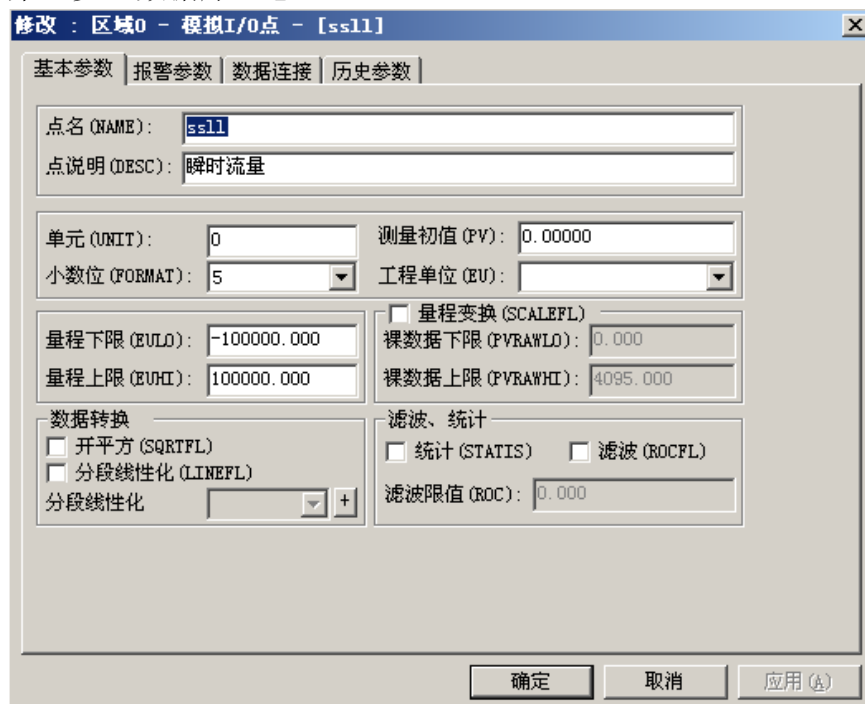 修改 : 区域0 - 模拟I/O点 - [ssll]
基本参数 报警参数 数据连接 历史参数
点名(NAME): ssll
点说明(DESC): 瞬时流量
单元(UNIT): 0 测量初值(PV): 0.00000
小数位(FORMAT): 5 工程单位(EU):
量程变换(SCALEFL)
量程下限(EULO): -100000.000 裸数据下限(PVRAWLO): 0.000
量程上限(EUHI): 100000.000 裸数据上限(PVRAWHI): 4095.000
数据转换 滤波、统计
开平方(SQRTFL) 统计(STATIS) 滤波(ROCFL)
分段线性化(LINEFL)
分段线性化 + 滤波限值(ROC): 0.000
确定 取消 应用(A)